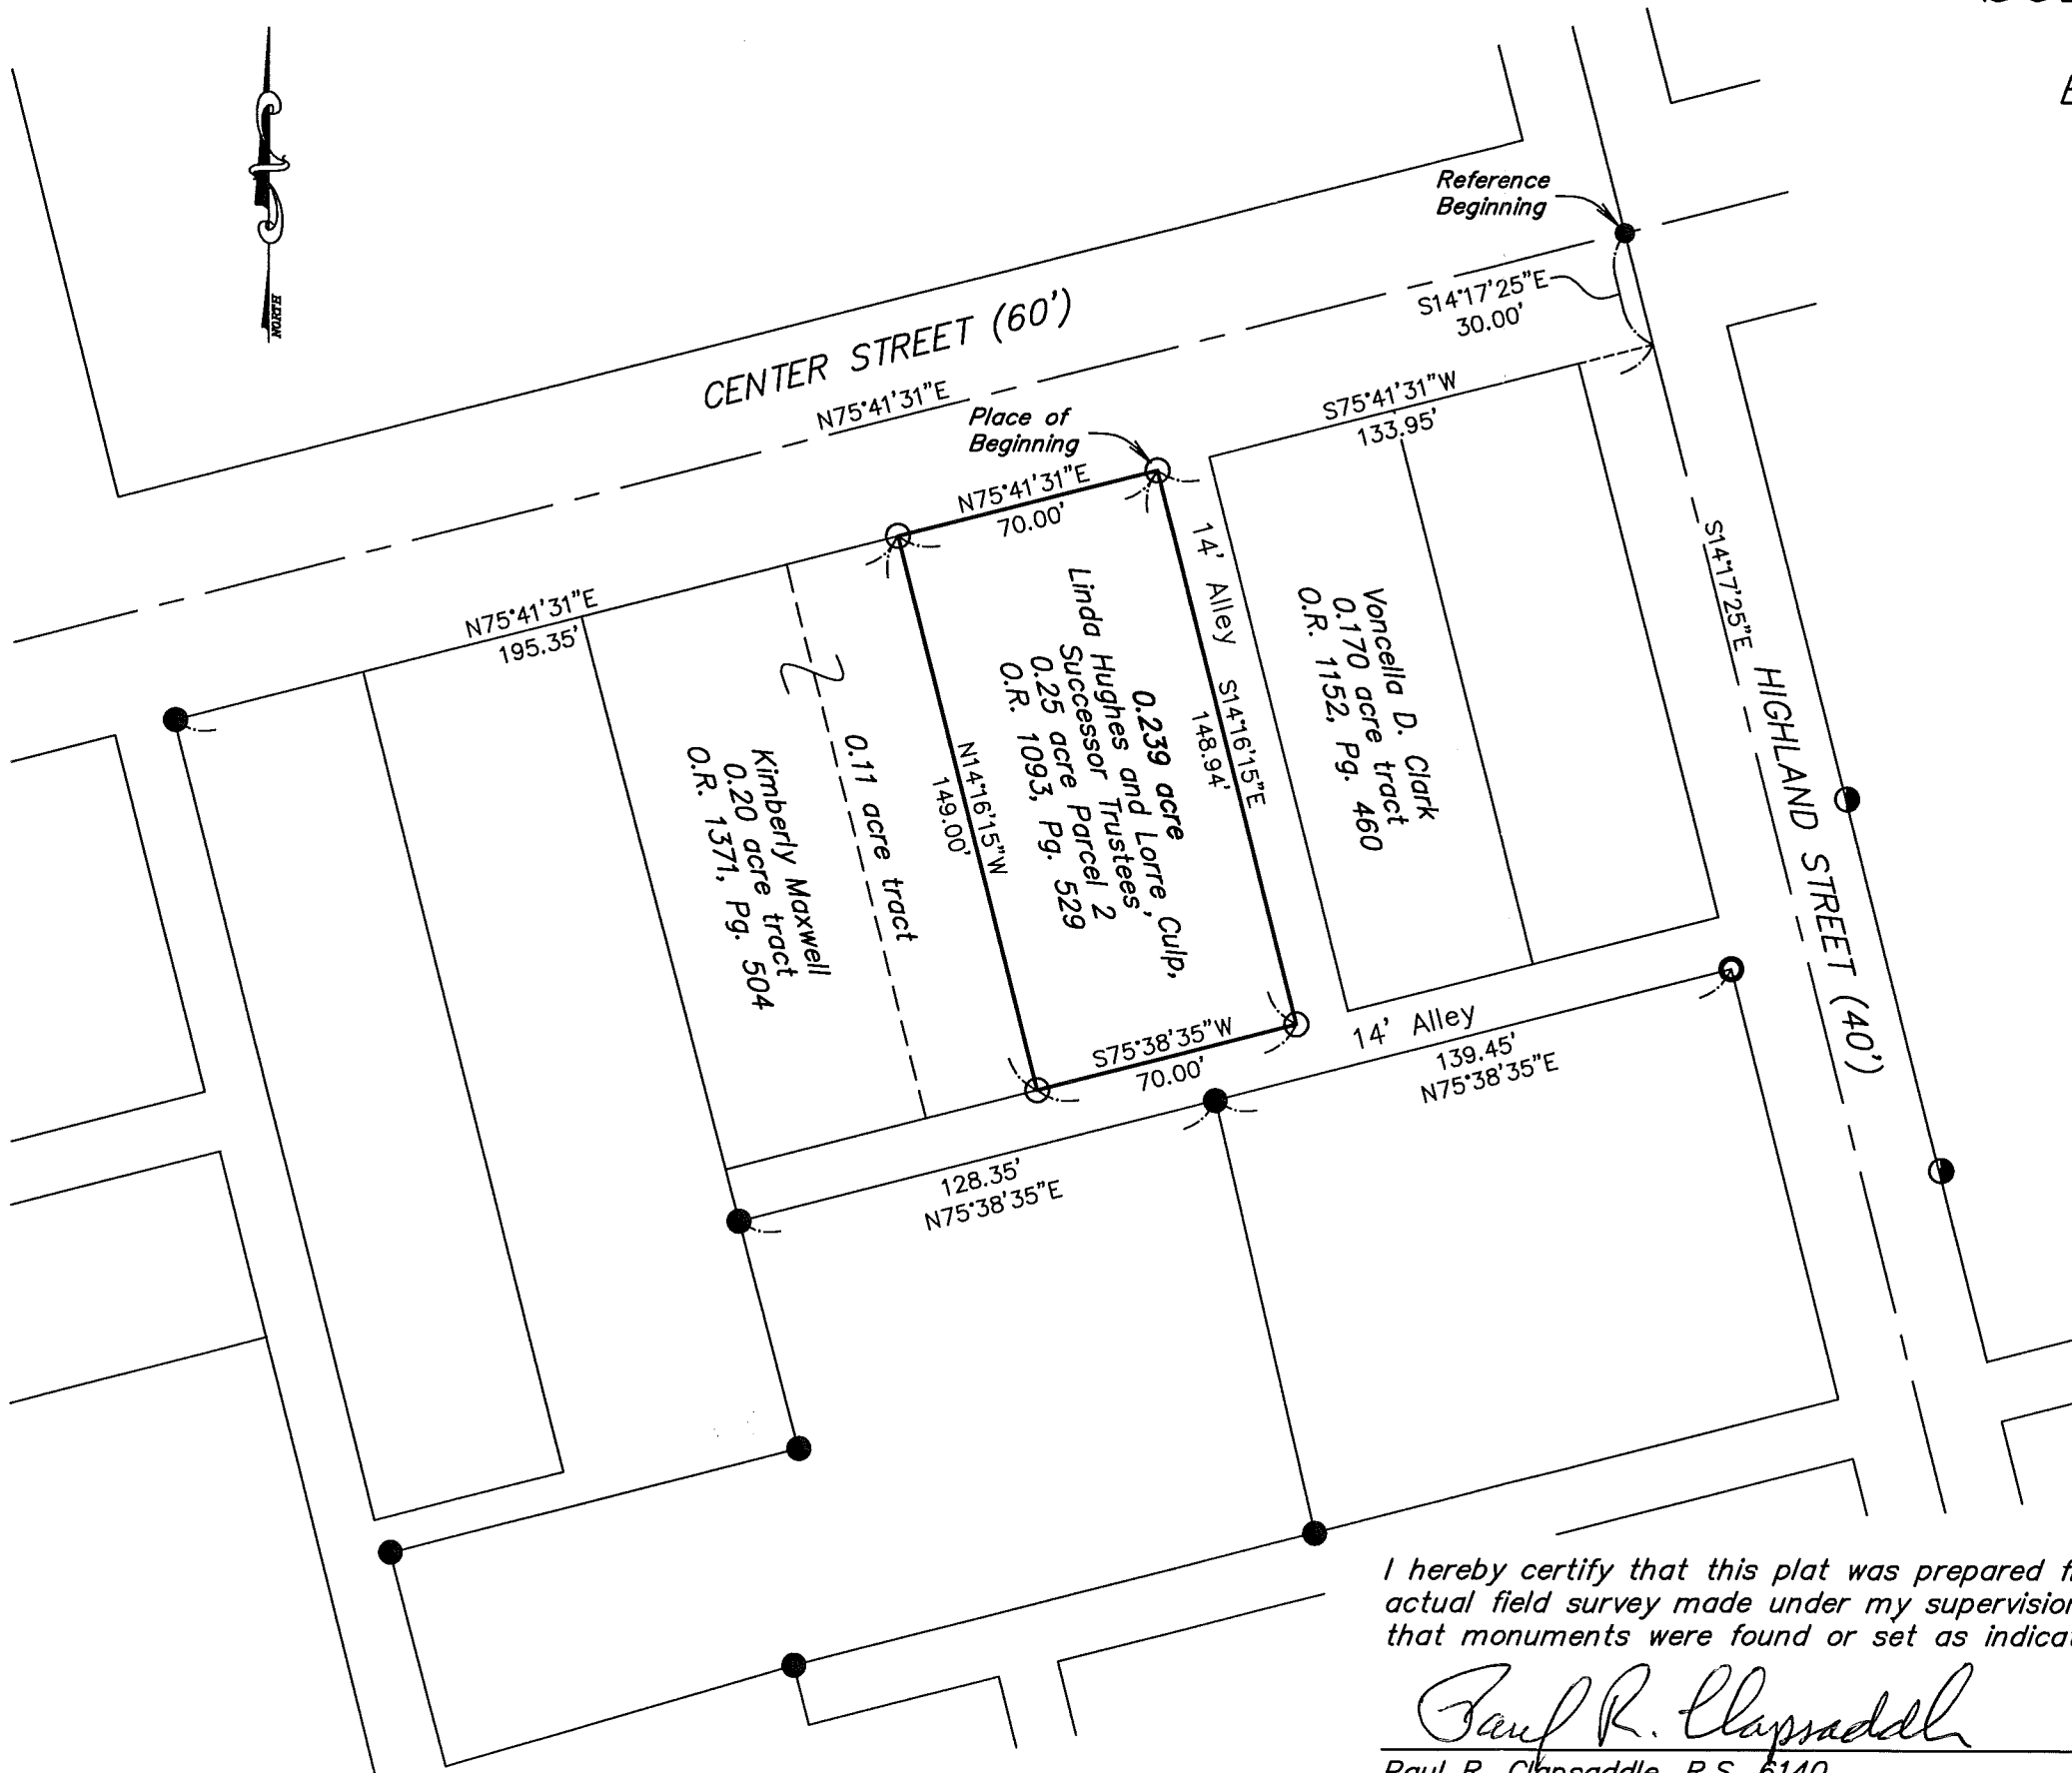 NORTH
Reference
Beginning
S14°17'25"E
30.00'
CENTER STREET (60')
N75°41'31"E
Place of
Beginning
S75°41'31"W
133.95'
N75°41'31"E
70.00'
14' Alley
S14°16'15"E
148.94'
S14°17'25"E
HIGHLAND STREET (40')
Voncella D. Clark
0.170 acre tract
O.R. 1152, Pg. 460
0.239 acre
Linda Hughes and Lorre Culp,
Successor Trustees,
0.25 acre Parcel 2
O.R. 1093, Pg. 529
N14°16'15"W
149.00'
N75°41'31"E
195.35'
0.11 acre tract
Kimberly Maxwell
0.20 acre tract
O.R. 1371, Pg. 504
S75°38'35"W
70.00'
14' Alley
139.45'
N75°38'35"E
128.35'
N75°38'35"E
I hereby certify that this plat was prepared
actual field survey made under my supervision
that monuments were found or set as
Paul R. Clapsaddle
Paul R. Clapsaddle, P.S. 6140